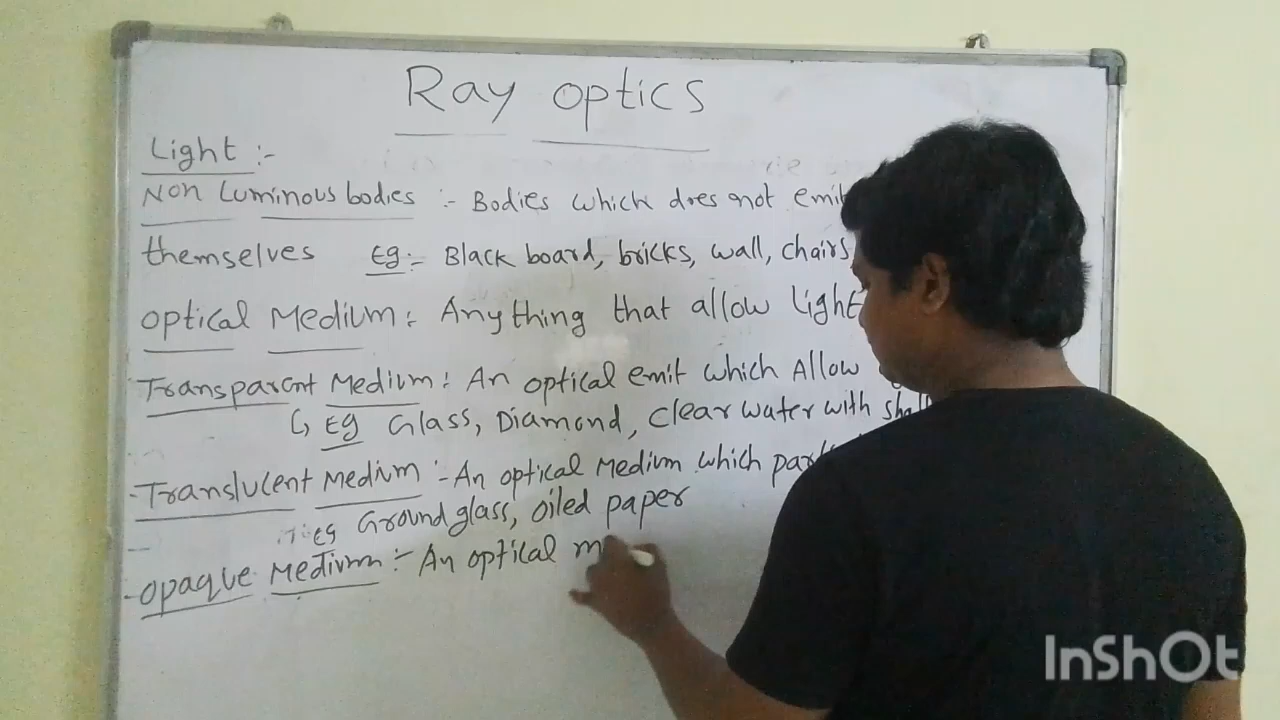 Ray optics
Light :-
Non Luminous bodies :- Bodies which does not emit
themselves Eg:- Black board, bricks, wall, chairs
optical Medium : Anything that allow light
Transparent Medium : An optical emit which Allow
Eg Glass, Diamond, Clear water with
Translucent Medium :- An optical Medium which
Eg Ground glass, oiled paper
opaque Medium :- An optical m
InShOt